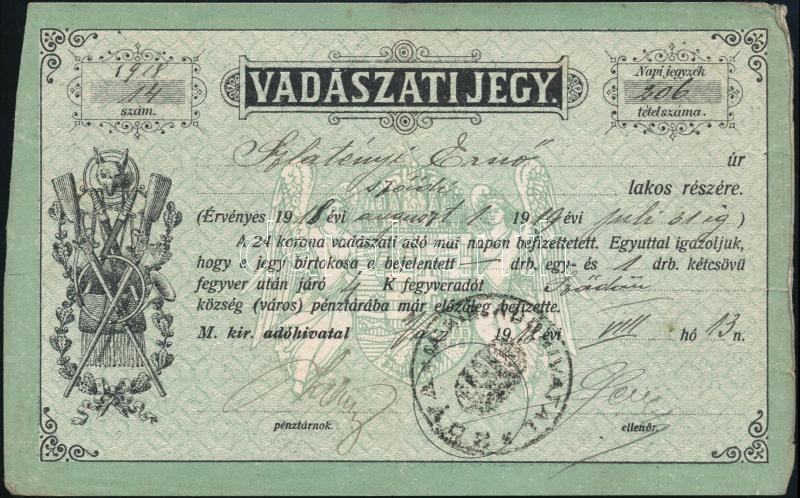 VADÁSZATI JEGY.
1918
14
szám.
Napi jegyzék
206
tételszáma.
Szlatényi Ernő úr
lakos részére.
(Érvényes 1918 évi august 1 1919 évi juli 31 ig)
A 24 korona vadászati adó mai napon befizettetett. Egyuttal igazoljuk,
hogy e jegy birtokosa a bejelentett — drb. egy- és 1 drb. kétcsövü
fegyver után járó K fegyveradót Szádán
község (város) pénztárába már előzőleg befizette.
M. kir. adóhivatal 1918 évi VIII hó 13 n.
pénztárnok.
ellenőr.